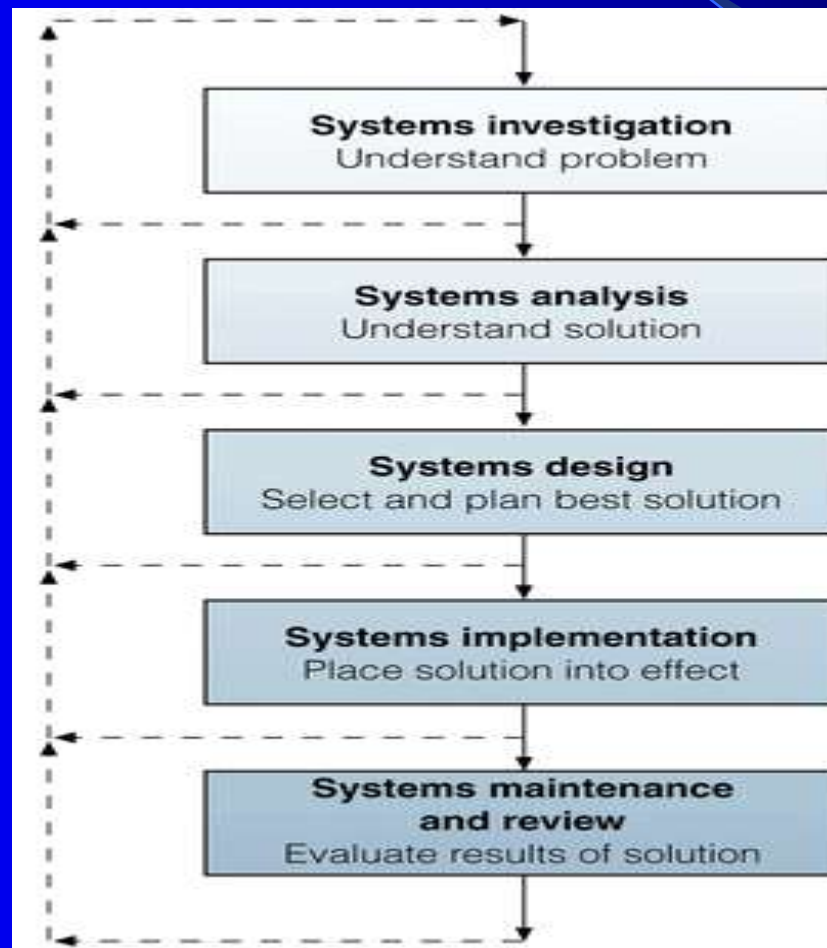 Systems investigation
Understand problem
Systems analysis
Understand solution
Systems design
Select and plan best solution
Systems implementation
Place solution into effect
Systems maintenance
and review
Evaluate results of solution